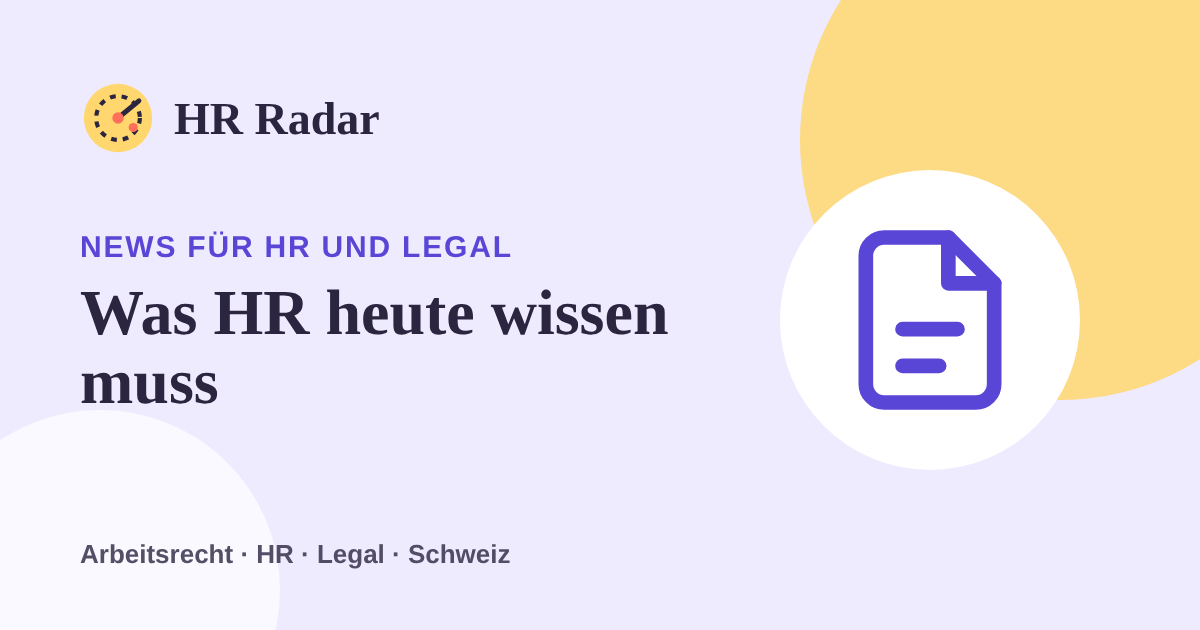 HR Radar
NEWS FÜR HR UND LEGAL
Was HR heute wissen
muss
Arbeitsrecht · HR · Legal · Schweiz